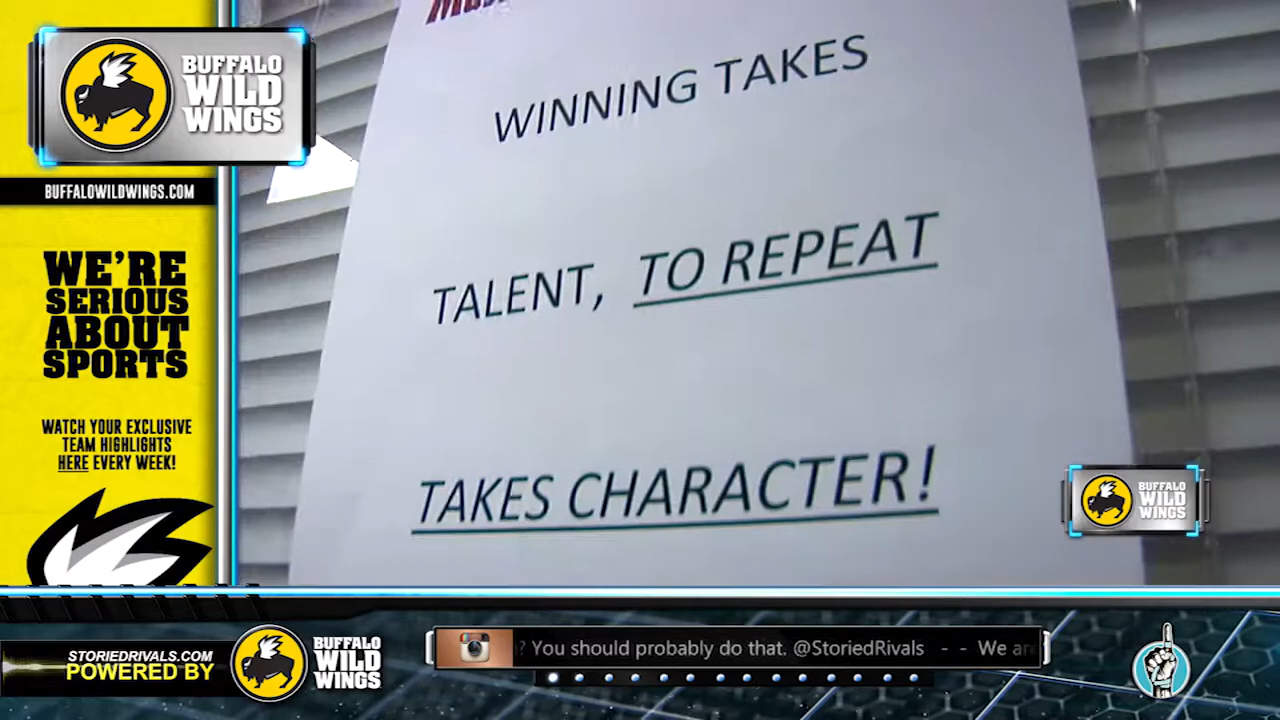 BUFFALO
WILD
WINGS
BUFFALOWILDWINGS.COM
WE'RE
SERIOUS
ABOUT
SPORTS
WATCH YOUR EXCLUSIVE
TEAM HIGHLIGHTS
HERE EVERY WEEK!
WINNING TAKES
TALENT, TO REPEAT
TAKES CHARACTER!
BUFFALO
WILD
WINGS
STORIEDRIVALS.COM
POWERED BY
BUFFALO
WILD
WINGS
? You should probably do that. @StoriedRivals - - We